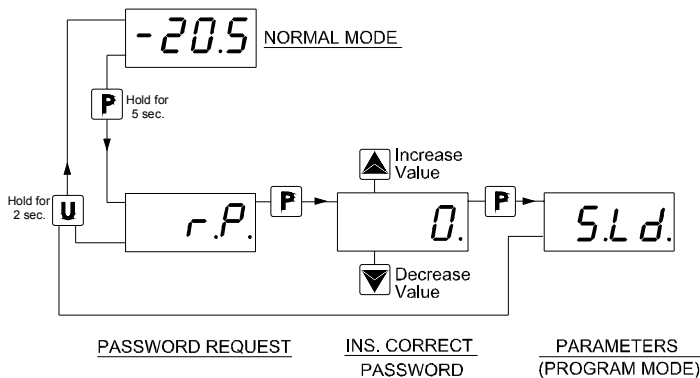 -20.5
NORMAL MODE
P
Hold for
5 sec.
Increase
Value
Hold for
2 sec.
U
r.P.
P
0.
P
S.Ld.
Decrease
Value
PASSWORD REQUEST
INS. CORRECT
PASSWORD
PARAMETERS
(PROGRAM MODE)